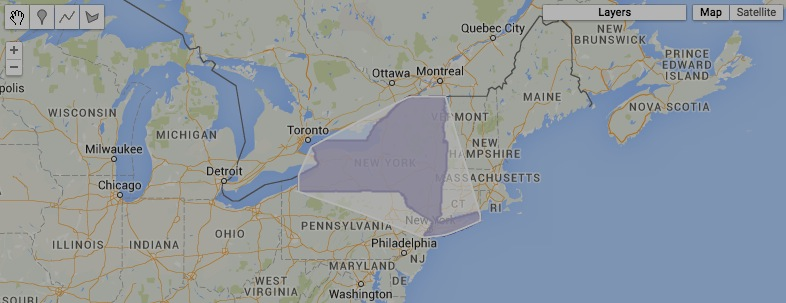 Layers
Map
Satellite
+
−
Quebec City
NEW
BRUNSWICK
PRINCE
EDWARD
ISLAND
Ottawa
Montreal
MAINE
NOVA SCOTIA
polis
WISCONSIN
VERMONT
Toronto
MICHIGAN
Milwaukee
NEW
HAMPSHIRE
NEW YORK
Detroit
MASSACHUSETTS
Chicago
CT
RI
New York
PENNSYLVANIA
OHIO
ILLINOIS
INDIANA
Philadelphia
NJ
MARYLAND
WEST
VIRGINIA
DE
Washington
SOURI